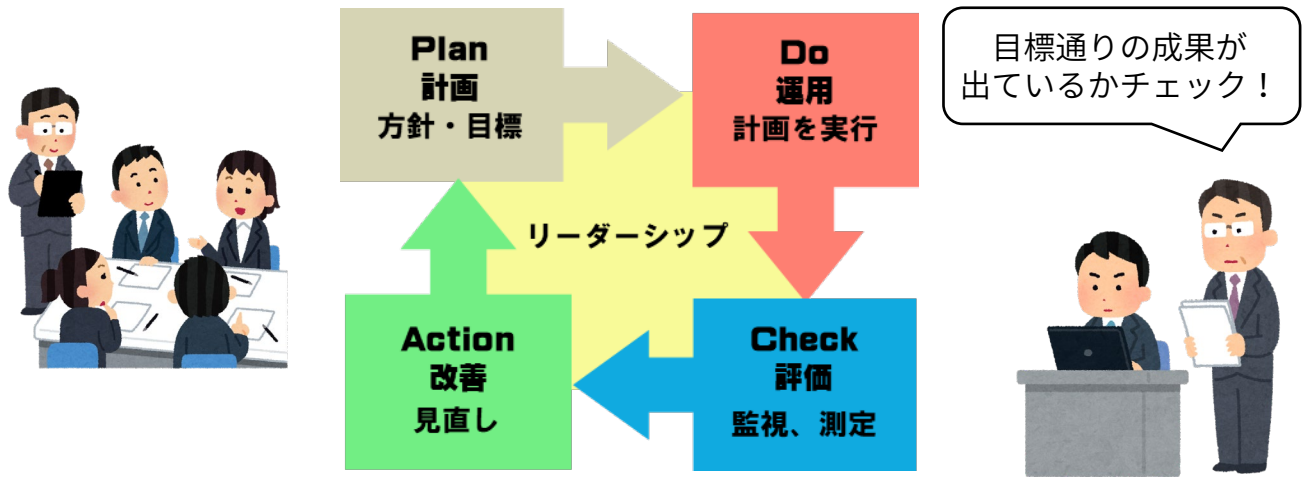 Plan
計画
方針・目標
Do
運用
計画を実行
目標通りの成果が
出ているかチェック！
リーダーシップ
Action
改善
見直し
Check
評価
監視、測定